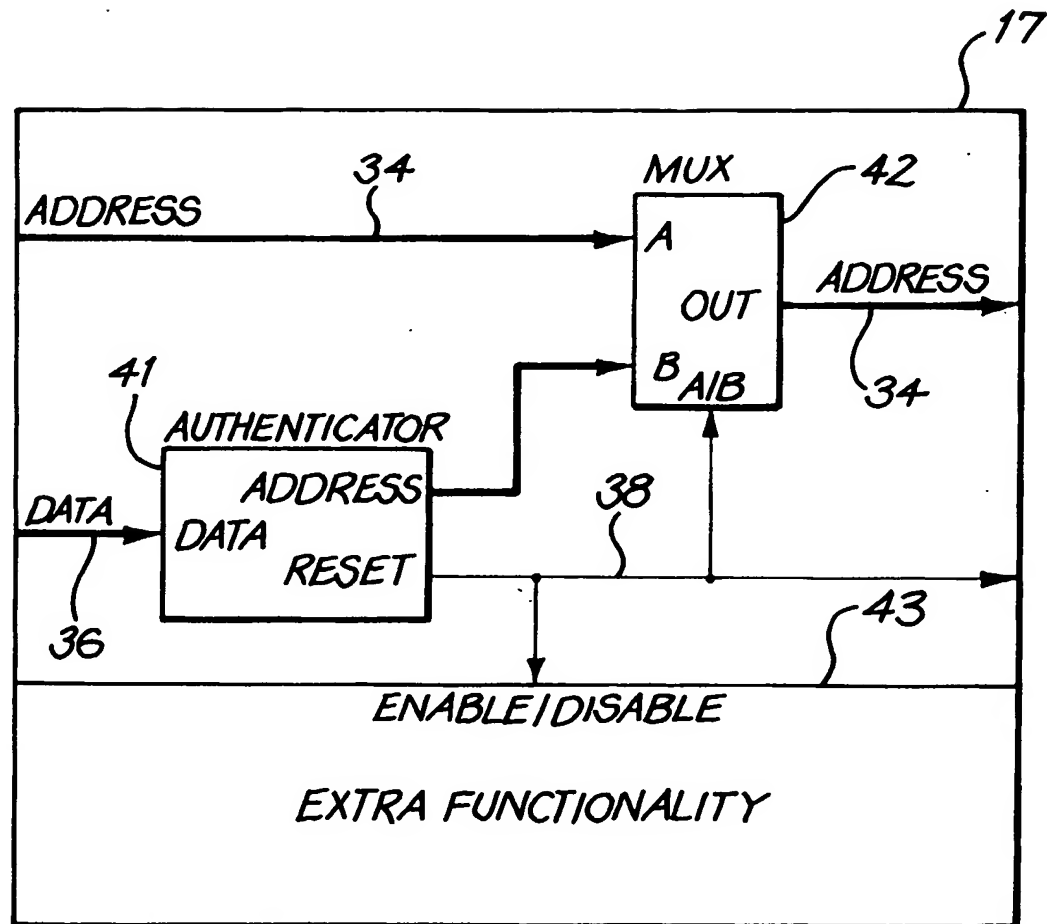 17
34
MUX
42
ADDRESS
A
ADDRESS
OUT
34
B
A/B
41
AUTHENTICATOR
ADDRESS
38
DATA
DATA
RESET
36
43
ENABLE/DISABLE
EXTRA FUNCTIONALITY